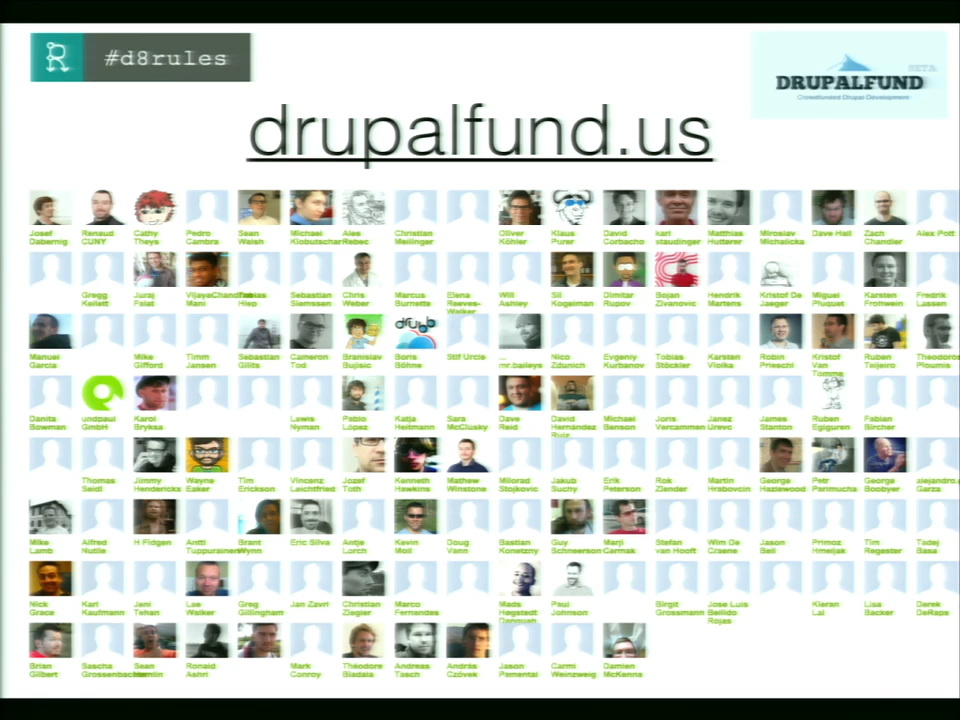 #d8rules
BETA
DRUPALFUND
Crowdfunded Drupal Development
drupalfund.us
Josef Dabernig
Renaud CUNY
Cathy Theys
Pedro Cambra
Sean Walsh
Michael Klobutschar
Ales Rebec
Christian Meilinger
Oliver Köhler
Klaus Purer
David Corbacho
karl staudinger
Matthias Hutterer
Miroslav Michalicka
Dave Hall
Zach Chandler
Alex Pott
Gregg Kellett
Juraj Falat
Sebastian Siemssen
Chris Weber
Marcus Burnette
Elena Reeves-Walker
Will Ashley
Sil Kogelman
Dimitar Rupov
Bojan Zivanovic
Hendrik Martens
Kristof De Jaeger
Miguel Pluquet
Karsten Frohwein
Fredrik Lassen
Manuel Garcia
Mike Gifford
Timm Jansen
Sebastian Gilits
Cameron Tod
Branislav Bujisic
Boris Böhne
Stif Urcie
...
mr.baileys
Nico Zdunich
Evgeniy Kurbanov
Tobias Stöckler
Karsten Violka
Robin Prieschl
Kristof Van Tomme
Ruben Teijeiro
Theodoros Ploumis
Danita Bowman
undpaul GmbH
Karol Bryksa
Lewis Nyman
Pablo López
Katja Heitmann
Sara McClusky
Dave Reid
David Hernández Ruiz
Michael Benson
Joris Vercammen
Janez Urevc
James Stanton
Ruben Egiguren
Fabian Bircher
Thomas Seidl
Jimmy Henderickx
Wayne Eaker
Tim Erickson
Vincenz Leichtfried
Jozef Toth
Kenneth Hawkins
Mathew Winstone
Milorad Stojkovic
Jakub Suchy
Erik Peterson
Rok Zlender
Martin Hrabovcin
George Hazlewood
Petr Parimucha
George Boobyer
Mike Lamb
Alfred Nutile
H Fidgen
Antti
Brant Wynn
Eric Silva
Antje Lorch
Kevin Moll
Doug Vann
Bastian Konetzny
Guy Schneerson
Marji Cermak
Stefan van Hooft
Wim De Craene
Jason Bell
Primoz Hmeljak
Tim Regester
Tadej Basa
Nick Grace
Karl Kaufmann
Jeni Tehan
Lee Walker
Greg Gillingham
Jan Zavrl
Christian Ziegler
Marco Fernandes
Mads Høgstedt
Paul Johnson
Birgit Grossmann
Jose Luis Bellido Rojas
Kieran Lal
Lisa Backer
Derek DeRaps
Brian Gilbert
Sascha Grossenbacher
Sean Hamlin
Ronald Ashri
Mark Conroy
Théodore Biadala
Andreas Tasch
András Czövek
Jason Pamental
Carmi Weinzweig
Damien McKenna